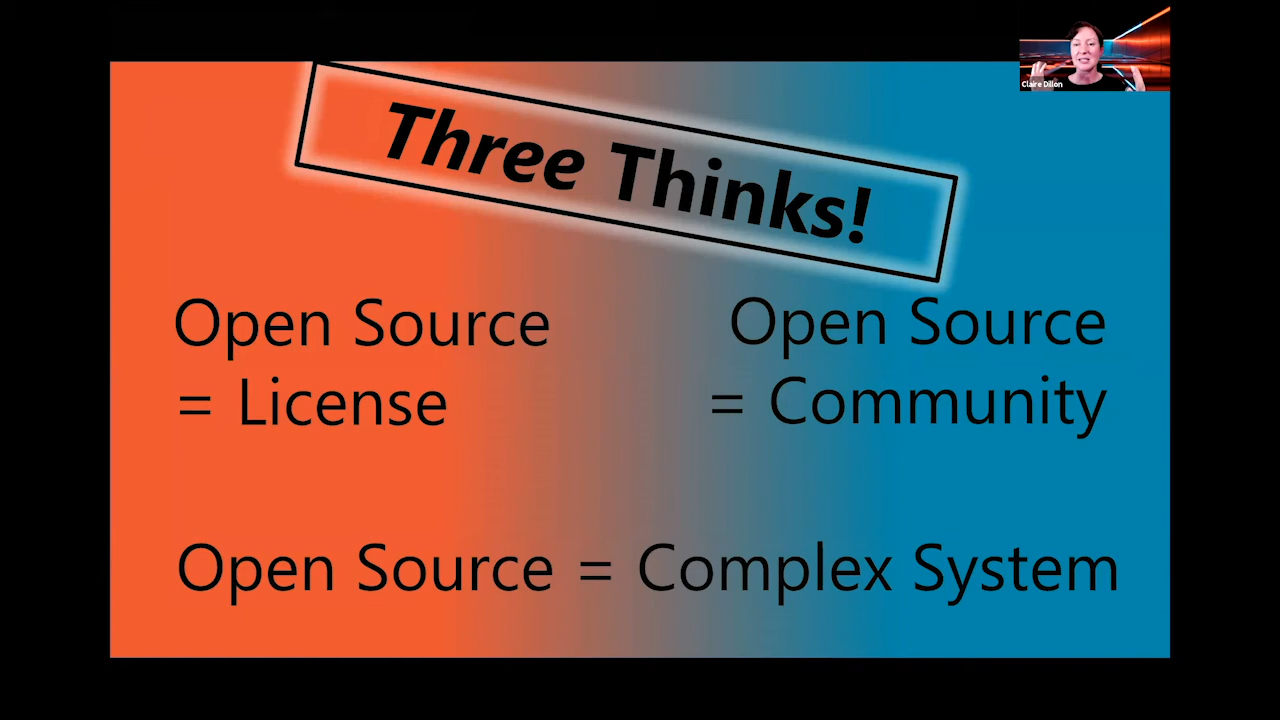 Claire Dillon
Three Thinks!
Open Source
= License
Open Source
= Community
Open Source = Complex System